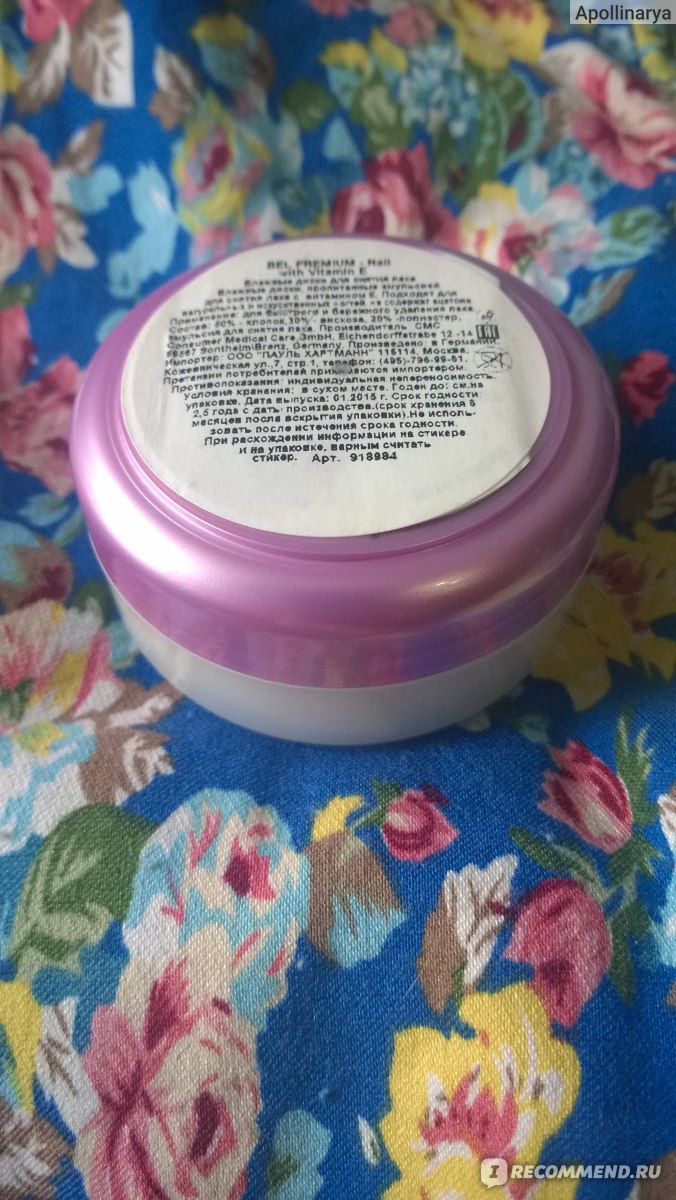 Apollinarya
BEL PREMIUM - Nail
with Vitamin E
Влажные диски для снятия лака
Влажные диски, пропитанные эмульсией
для снятия лака с витамином Е. Подходят для
натуральных и искусственных ногтей, не содержат ацетона.
Применение: для быстрого и бережного удаления лака.
Состав: 50% - хлопок, 30% - вискоза, 20% -полиэстер,
эмульсия для снятия лака. Производитель CMC
Consumer Medical Care GmbH, Eichendorffstrabe 12 -14
89567 Sontheim\Brenz, Germany. Произведено: в Германии.
Импортер: ООО "ПАУЛЬ ХАРТМАНН" 115114, Москва,
Кожевническая ул.,7, стр.1, телефон: (495)-796-99-61.
Претензии потребителей принимаются импортером.
Противопоказания: индивидуальная непереносимость.
Условия хранения: в сухом месте. Годен до: см.на
упаковке. Дата выпуска: 01.2015 г. Срок годности:
2,5 года с даты производства.(срок хранения 6
месяцев после вскрытия упаковки).Не исполь-
зовать после истечения срока годности.
При расхождении информации на стикере
и на упаковке, верным считать
стикер. Арт. 918984
EAC
IRECOMMEND.RU